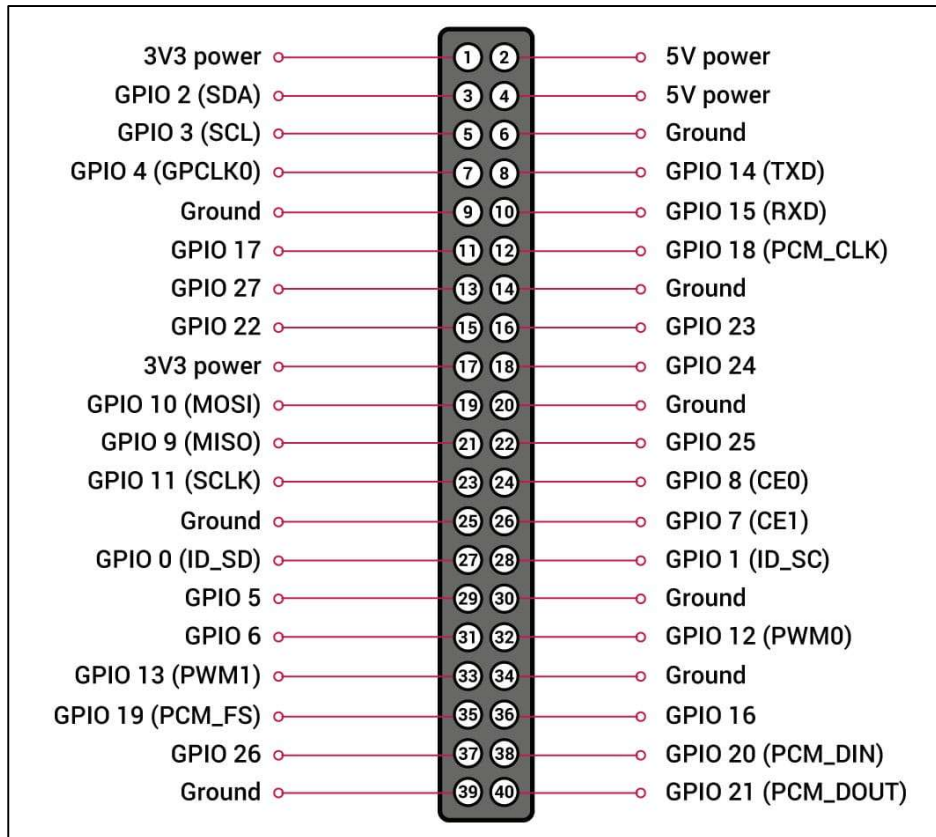 3V3 power 1 2 5V power
GPIO 2 (SDA) 3 4 5V power
GPIO 3 (SCL) 5 6 Ground
GPIO 4 (GPCLK0) 7 8 GPIO 14 (TXD)
Ground 9 10 GPIO 15 (RXD)
GPIO 17 11 12 GPIO 18 (PCM_CLK)
GPIO 27 13 14 Ground
GPIO 22 15 16 GPIO 23
3V3 power 17 18 GPIO 24
GPIO 10 (MOSI) 19 20 Ground
GPIO 9 (MISO) 21 22 GPIO 25
GPIO 11 (SCLK) 23 24 GPIO 8 (CE0)
Ground 25 26 GPIO 7 (CE1)
GPIO 0 (ID_SD) 27 28 GPIO 1 (ID_SC)
GPIO 5 29 30 Ground
GPIO 6 31 32 GPIO 12 (PWM0)
GPIO 13 (PWM1) 33 34 Ground
GPIO 19 (PCM_FS) 35 36 GPIO 16
GPIO 26 37 38 GPIO 20 (PCM_DIN)
Ground 39 40 GPIO 21 (PCM_DOUT)